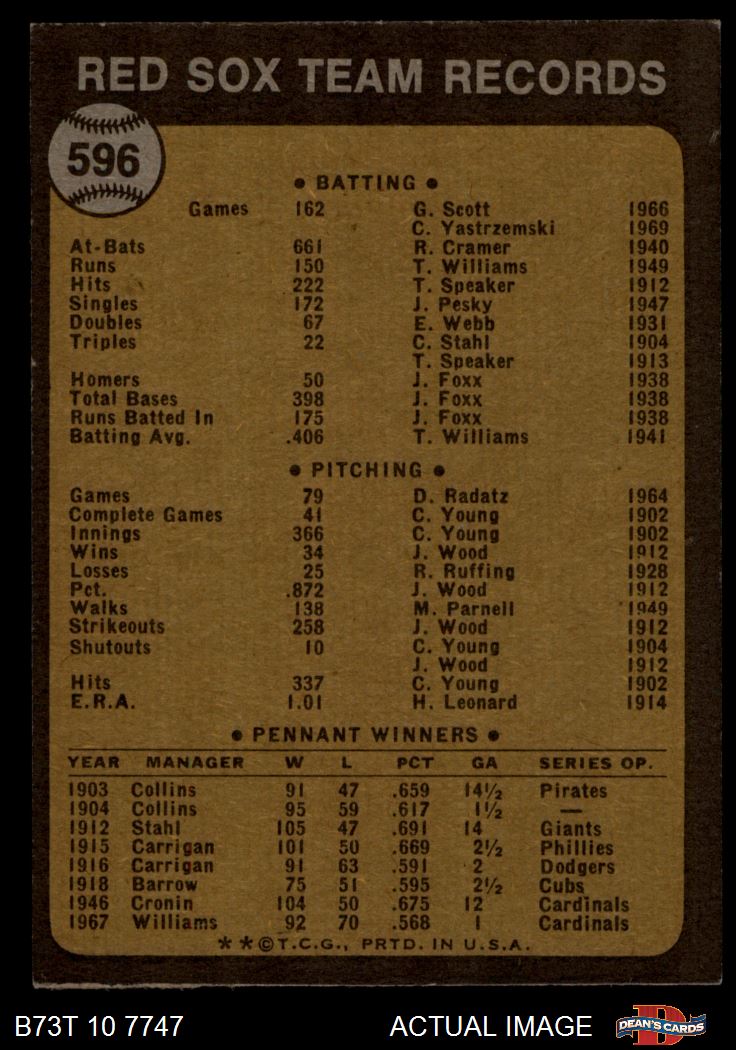 RED SOX TEAM RECORDS
596
• BATTING •
Games 162 G. Scott 1966
C. Yastrzemski 1969
At-Bats 661 R. Cramer 1940
Runs 150 T. Williams 1949
Hits 222 T. Speaker 1912
Singles 172 J. Pesky 1947
Doubles 67 E. Webb 1931
Triples 22 C. Stahl 1904
T. Speaker 1913
Homers 50 J. Foxx 1938
Total Bases 398 J. Foxx 1938
Runs Batted In 175 J. Foxx 1938
Batting Avg. .406 T. Williams 1941
• PITCHING •
Games 79 D. Radatz 1964
Complete Games 41 C. Young 1902
Innings 366 C. Young 1902
Wins 34 J. Wood 1912
Losses 25 R. Ruffing 1928
Pct. .872 J. Wood 1912
Walks 138 M. Parnell 1949
Strikeouts 258 J. Wood 1912
Shutouts 10 C. Young 1904
J. Wood 1912
Hits 337 C. Young 1902
E.R.A. 1.01 H. Leonard 1914
• PENNANT WINNERS •
YEAR MANAGER W L PCT GA SERIES OP.
1903 Collins 91 47 .659 14½ Pirates
1904 Collins 95 59 .617 1½ —
1912 Stahl 105 47 .691 14 Giants
1915 Carrigan 101 50 .669 2½ Phillies
1916 Carrigan 91 63 .591 2 Dodgers
1918 Barrow 75 51 .595 2½ Cubs
1946 Cronin 104 50 .675 12 Cardinals
1967 Williams 92 70 .568 1 Cardinals
* * © T.C.G., PRTD. IN U.S.A.
B73T 10 7747 ACTUAL IMAGE DEAN'S CARDS